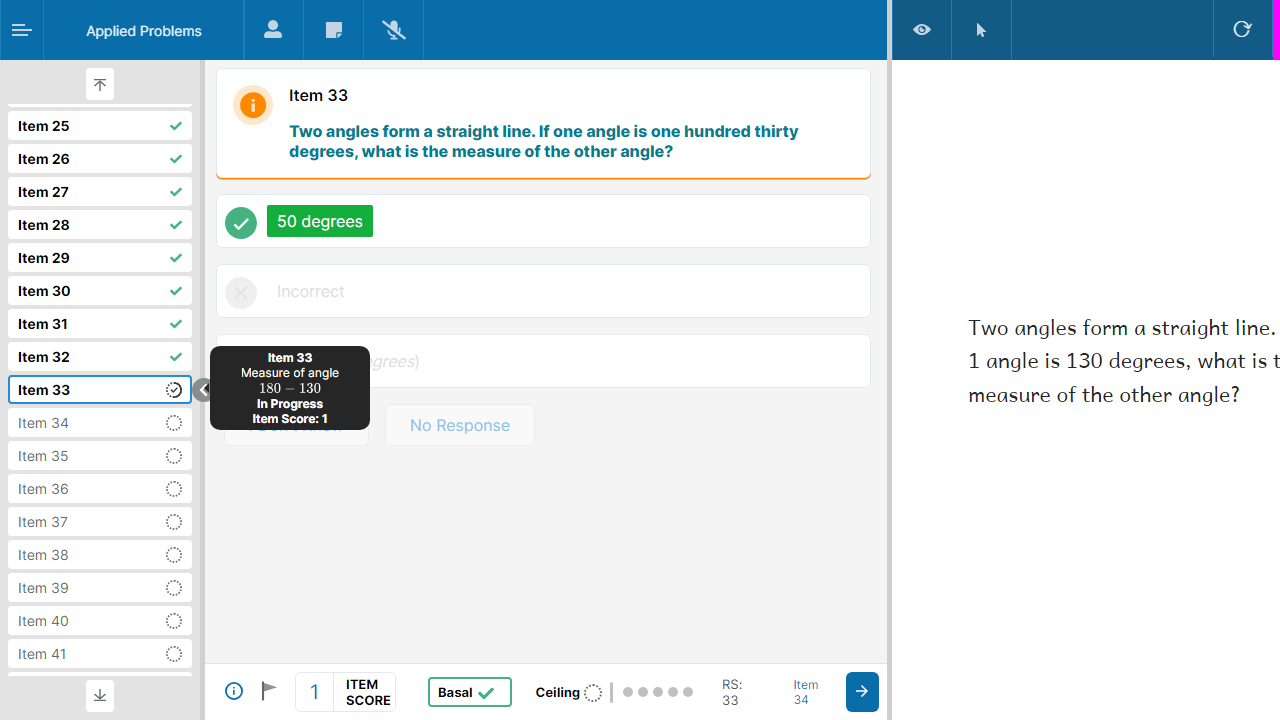 Applied Problems
Item 25
Item 26
Item 27
Item 28
Item 29
Item 30
Item 31
Item 32
Item 33
Item 34
Item 35
Item 36
Item 37
Item 38
Item 39
Item 40
Item 41
Item 33
Two angles form a straight line. If one angle is one hundred thirty
degrees, what is the measure of the other angle?
50 degrees
Incorrect
Item 33
Measure of angle
180 − 130
In Progress
Item Score: 1
No Response
1
ITEM
SCORE
Basal
Ceiling
RS:
33
Item
34
Two angles form a straight line.
1 angle is 130 degrees, what is
measure of the other angle?